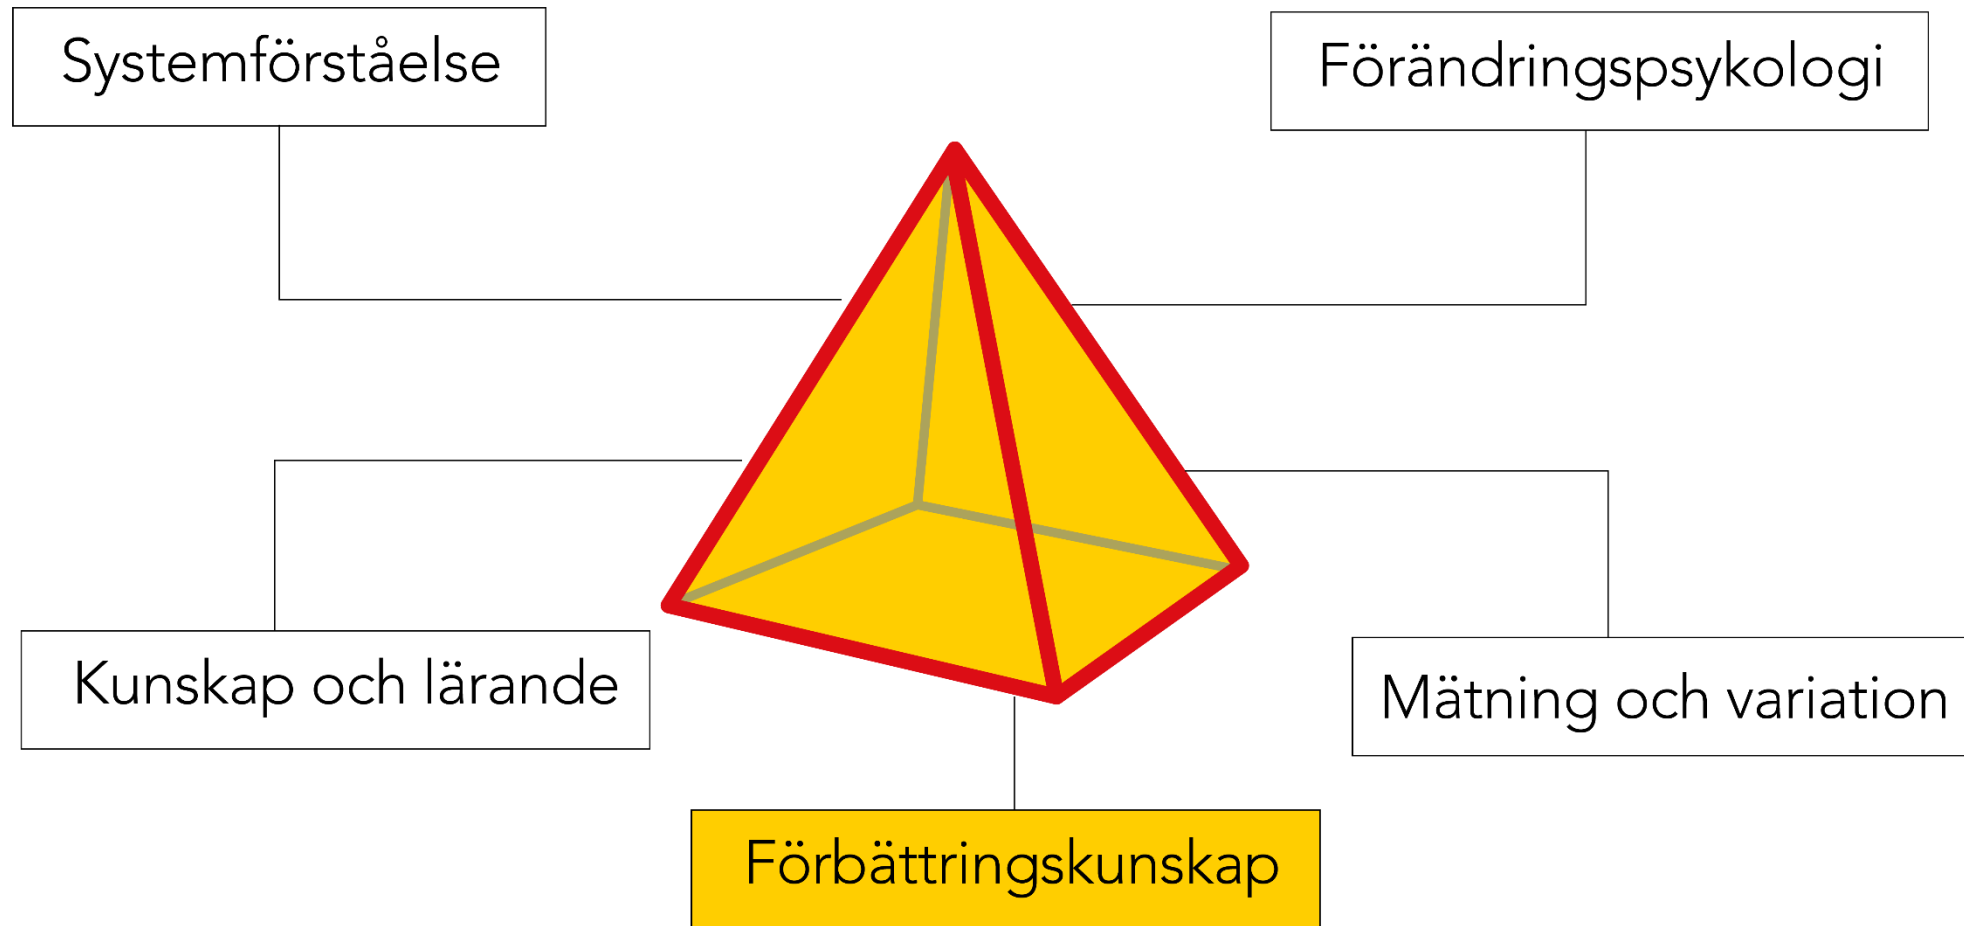 Systemförståelse
Förändringspsykologi
Kunskap och lärande
Mätning och variation
Förbättringskunskap